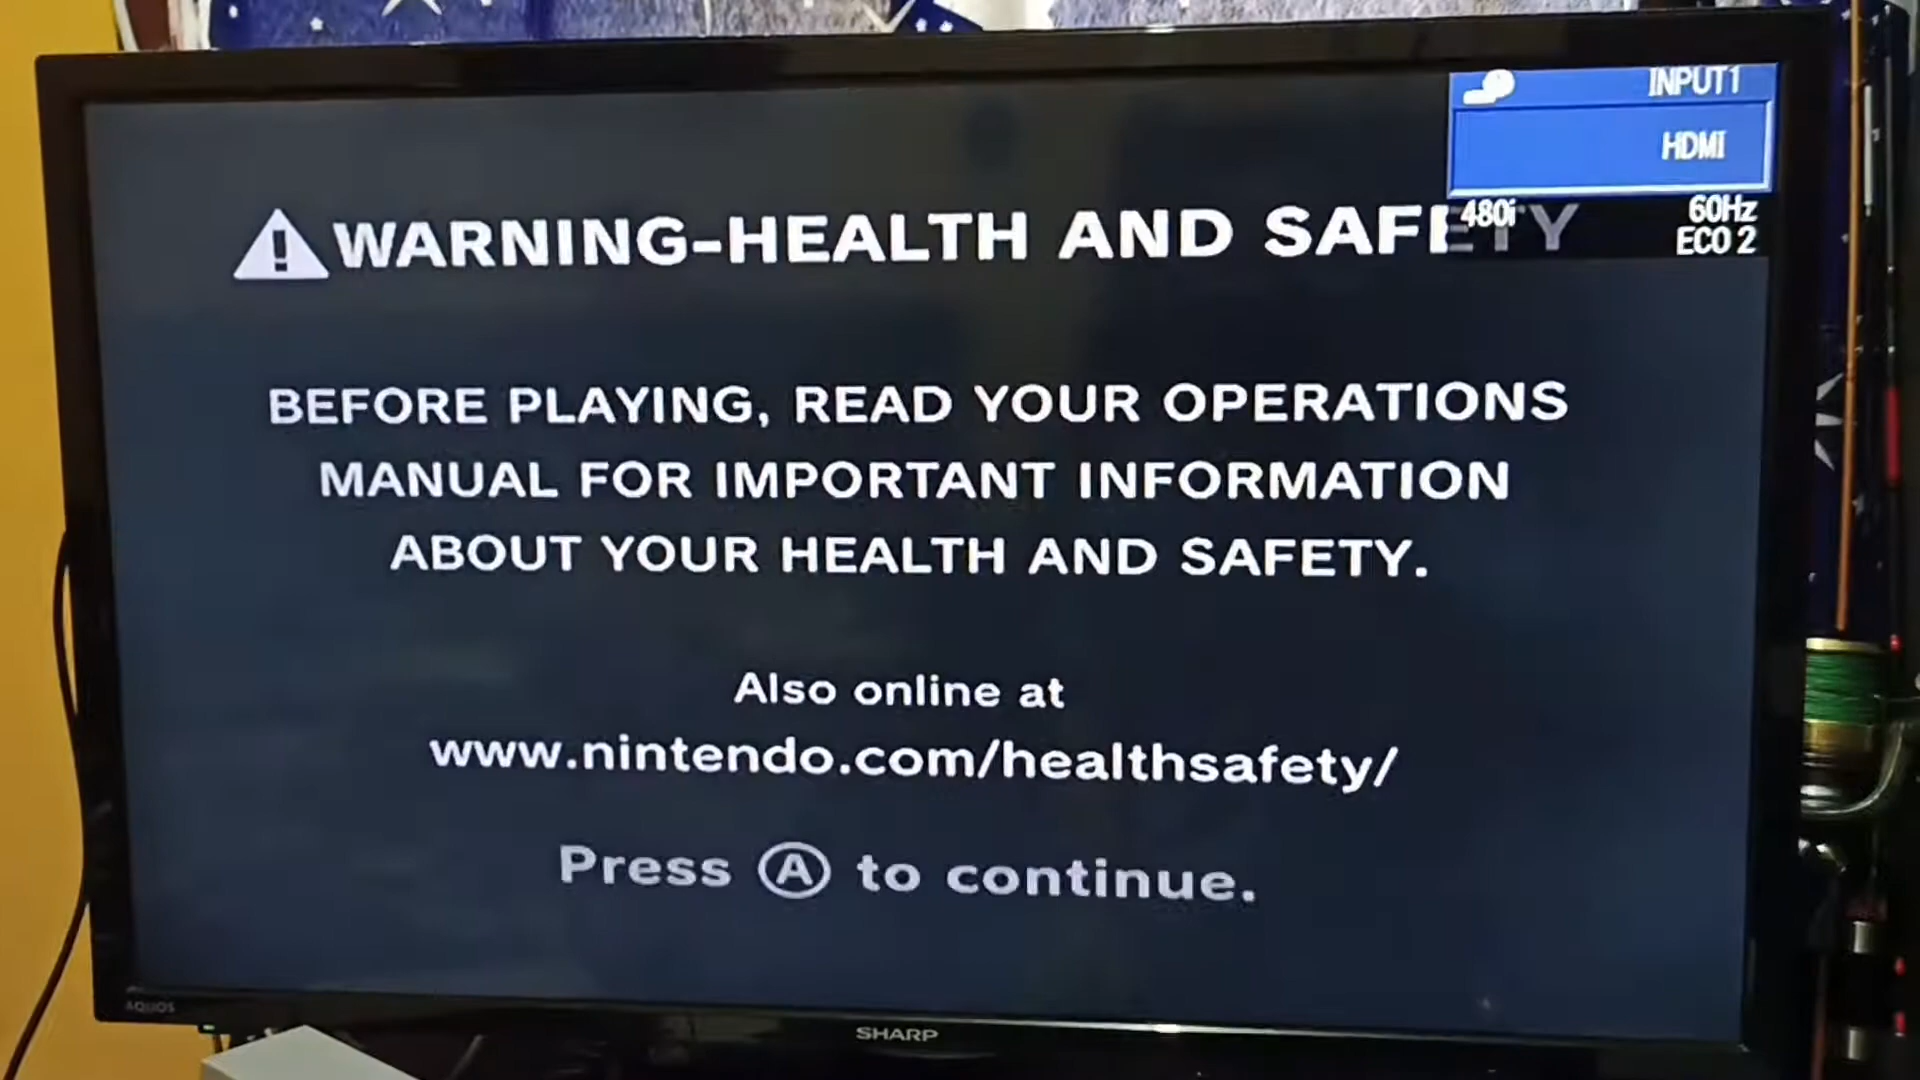 INPUT1
HDMI
480i 60Hz
ECO 2
WARNING-HEALTH AND SAFETY
BEFORE PLAYING, READ YOUR OPERATIONS
MANUAL FOR IMPORTANT INFORMATION
ABOUT YOUR HEALTH AND SAFETY.
Also online at
www.nintendo.com/healthsafety/
Press A to continue.
AQUOS
SHARP